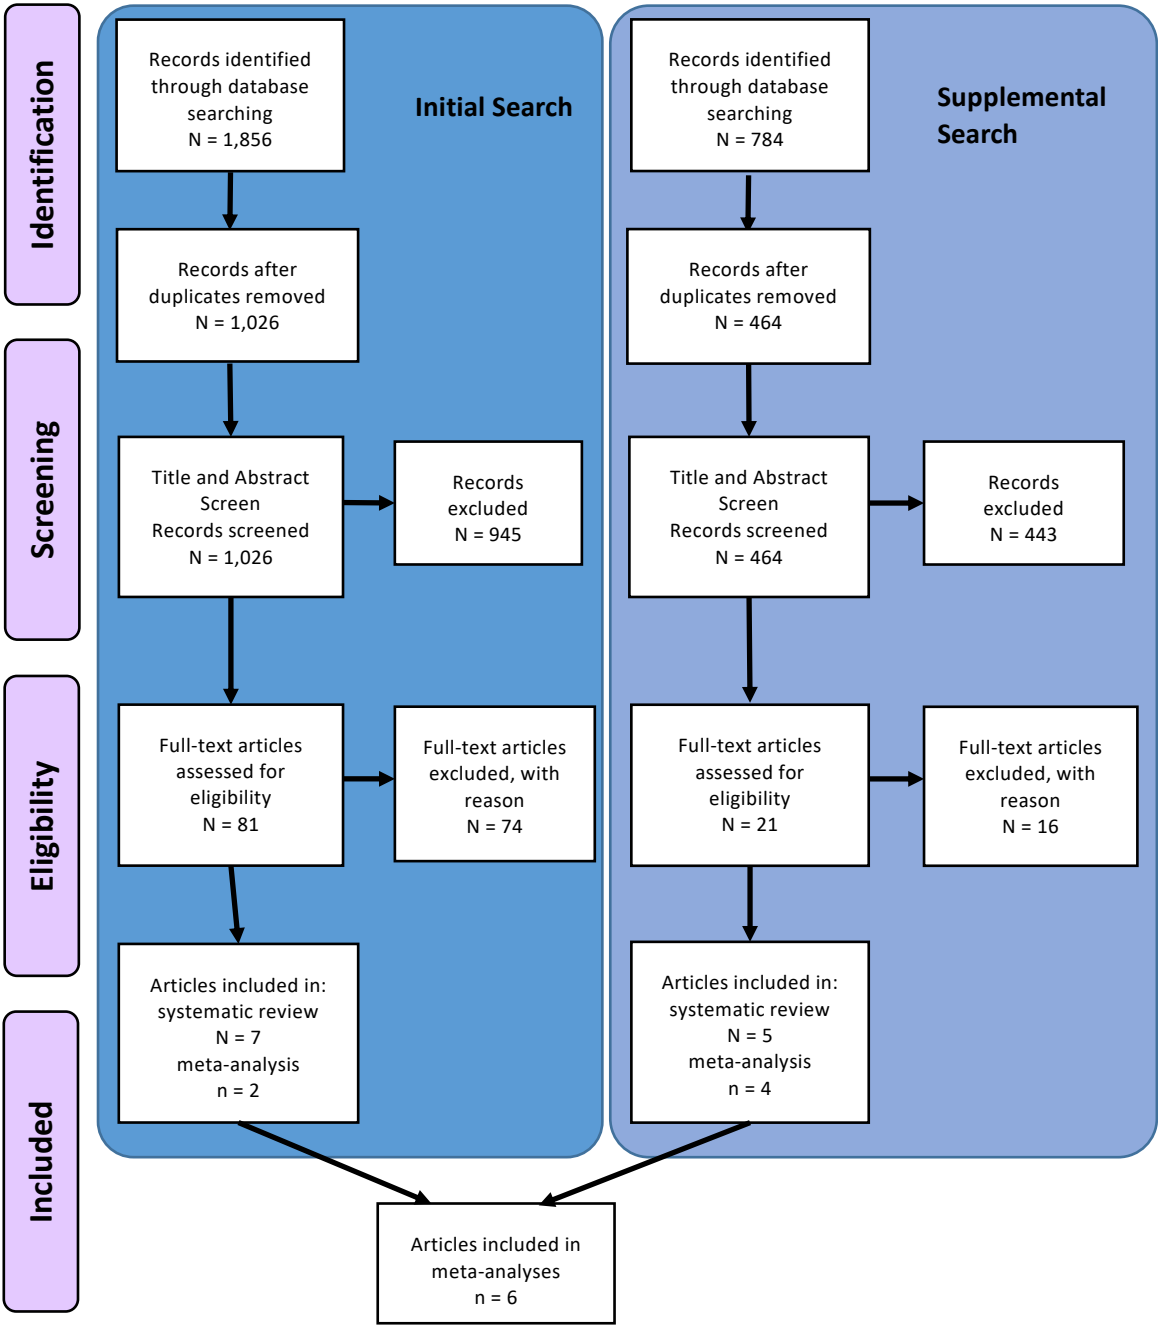 Identification
Screening
Eligibility
Included
Initial Search
Records identified
through database
searching
N = 1,856
Records after
duplicates removed
N = 1,026
Title and Abstract
Screen
Records screened
N = 1,026
Records
excluded
N = 945
Full-text articles
assessed for
eligibility
N = 81
Full-text articles
excluded, with
reason
N = 74
Articles included in:
systematic review
N = 7
meta-analysis
n = 2
Supplemental
Search
Records identified
through database
searching
N = 784
Records after
duplicates removed
N = 464
Title and Abstract
Screen
Records screened
N = 464
Records
excluded
N = 443
Full-text articles
assessed for
eligibility
N = 21
Full-text articles
excluded, with
reason
N = 16
Articles included in:
systematic review
N = 5
meta-analysis
n = 4
Articles included in
meta-analyses
n = 6